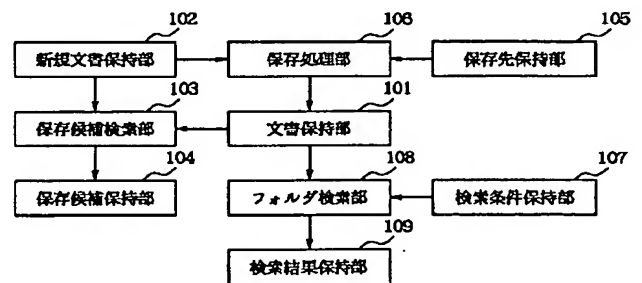 102
106
105
新規文書保持部
保存処理部
保存先保持部
103
101
保存候補検索部
文書保持部
108
107
104
保存候補保持部
フォルダ検索部
検索条件保持部
109
検索結果保持部